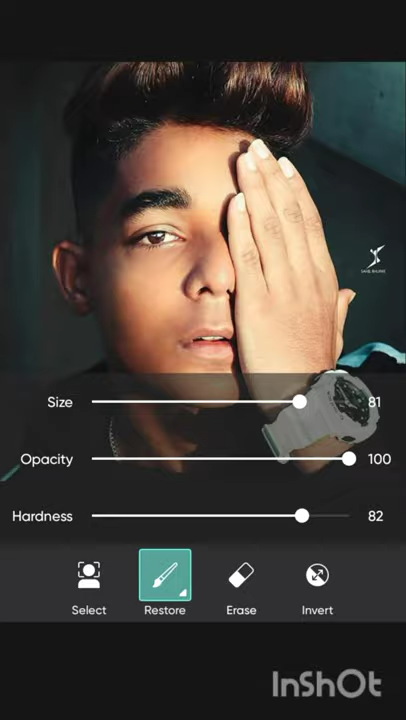 Size 81
Opacity 100
Hardness 82
Select Restore Erase Invert
InShOt